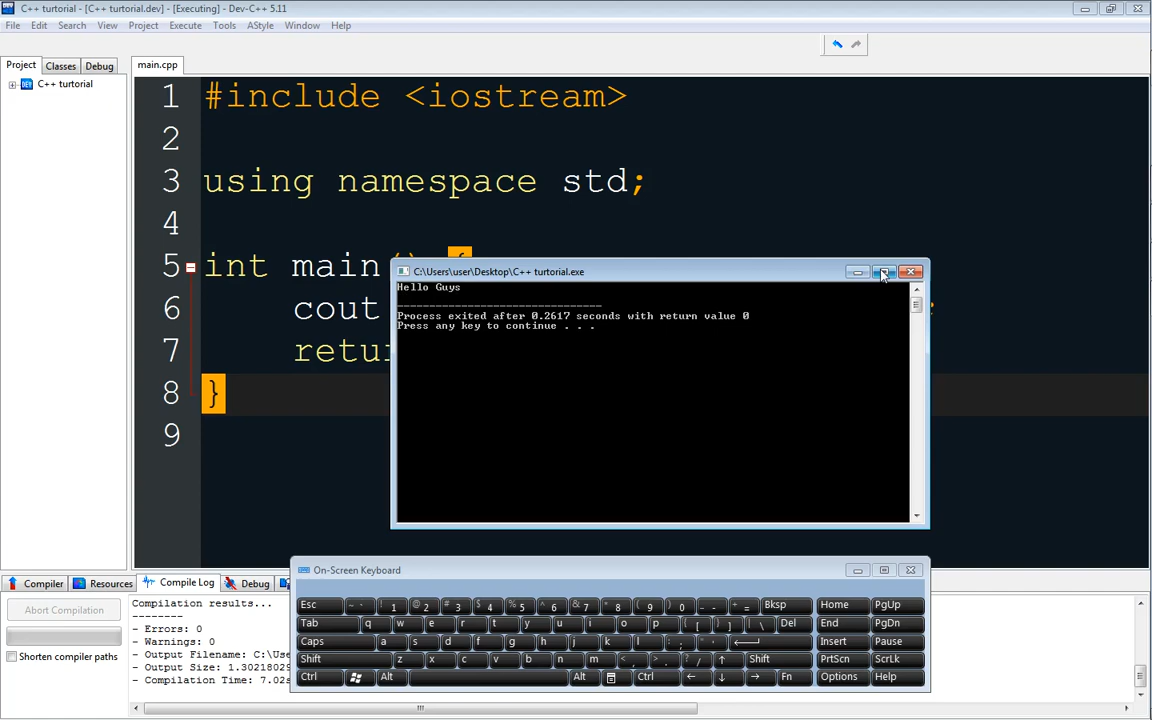 C++ turtorial - [C++ turtorial.dev] - [Executing] - Dev-C++ 5.11
File Edit Search View Project Execute Tools AStyle Window Help
Project Classes Debug
main.cpp
C++ turtorial
1 #include <iostream>
2
3 using namespace std;
4
5 int main() {
6 cout
7 retur
8 }
9
C:\Users\user\Desktop\C++ turtorial.exe
Hello Guys
--------------------------------
Process exited after 0.2617 seconds with return value 0
Press any key to continue . . .
On-Screen Keyboard
Esc ~ ` ! 1 @ 2 # 3 $ 4 % 5 ^ 6 & 7 * 8 ( 9 ) 0 _ - + = Bksp Home PgUp
Tab q w e r t y u i o p { [ } ] | \ Del End PgDn
Caps a s d f g h j k l : ; " ' Insert Pause
Shift z x c v b n m < , > . ? / ↑ Shift PrtScn ScrLk
Ctrl Alt Alt Ctrl ← ↓ → Fn Options Help
Compiler Resources Compile Log Debug
Abort Compilation
Shorten compiler paths
Compilation results...
--------
- Errors: 0
- Warnings: 0
- Output Filename: C:\Use
- Output Size: 1.3021802
- Compilation Time: 7.02s